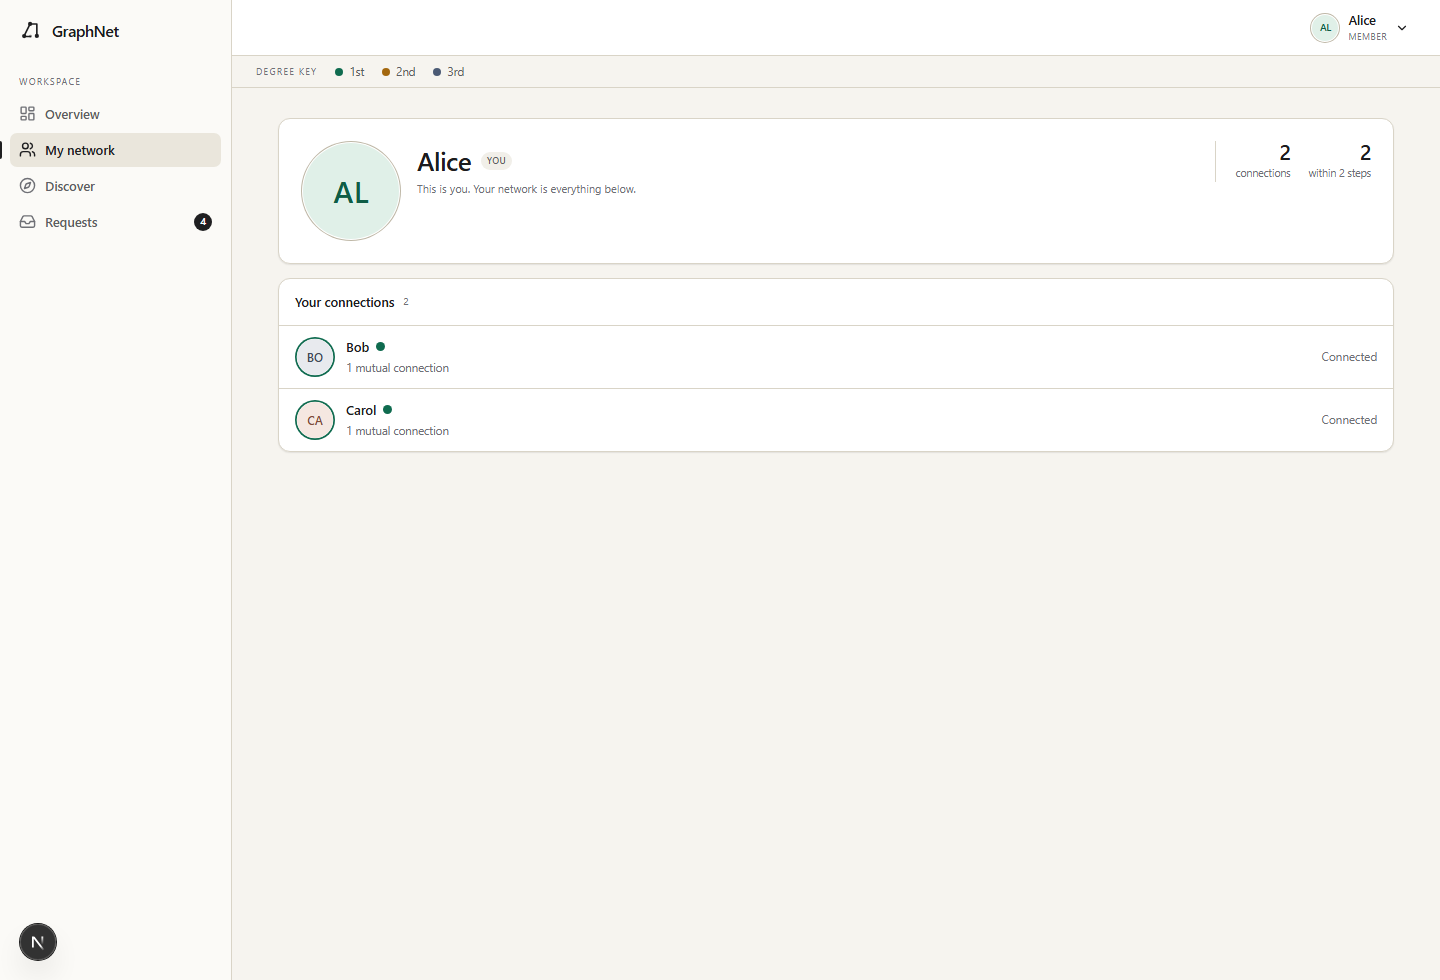 GraphNet
WORKSPACE
Overview
My network
Discover
Requests 4
AL Alice
MEMBER
DEGREE KEY 1st 2nd 3rd
AL
Alice YOU
This is you. Your network is everything below.
2 2
connections within 2 steps
Your connections 2
BO Bob
1 mutual connection
Connected
CA Carol
1 mutual connection
Connected
N